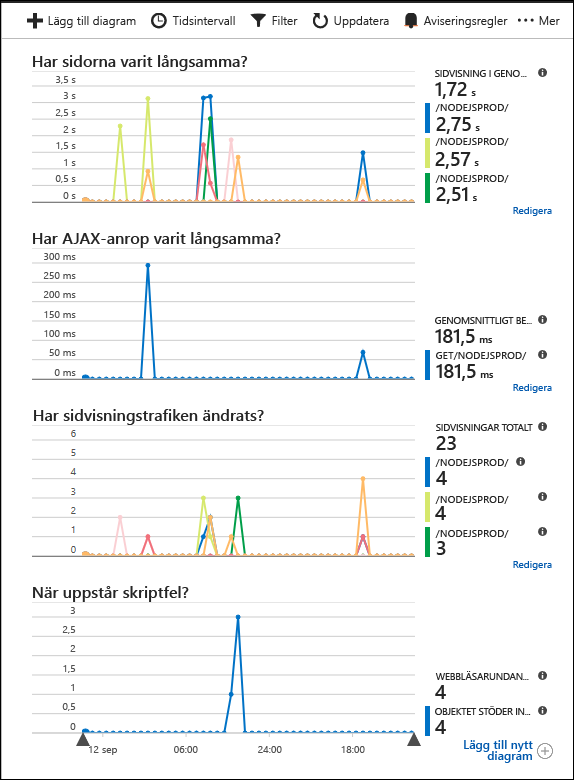 Lägg till diagram Tidsintervall Filter Uppdatera Aviseringsregler Mer
Har sidorna varit långsamma?
3,5 s
3 s
2,5 s
2 s
1,5 s
1 s
0,5 s
0 s
SIDVISNING I GENO...
1,72 s
/NODEJSPROD/
2,75 s
/NODEJSPROD/
2,57 s
/NODEJSPROD/
2,51 s
Redigera
Har AJAX-anrop varit långsamma?
300 ms
250 ms
200 ms
150 ms
100 ms
50 ms
0 ms
GENOMSNITTLIGT BE...
181,5 ms
GET/NODEJSPROD/
181,5 ms
Redigera
Har sidvisningstrafiken ändrats?
6
5
4
3
2
1
0
SIDVISNINGAR TOTALT
23
/NODEJSPROD/
4
/NODEJSPROD/
4
/NODEJSPROD/
3
Redigera
När uppstår skriptfel?
3
2,5
2
1,5
1
0,5
0
12 sep 06:00 24:00 18:00
WEBBLÄSARUNDAN...
4
OBJEKTET STÖDER IN...
4
Lägg till nytt
diagram